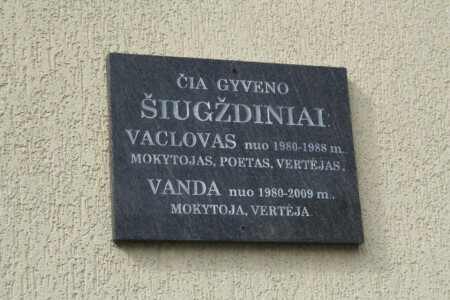 ČIA GYVENO
ŠIUGŽDINIAI:
VACLOVAS nuo 1980-1988 m.,
MOKYTOJAS, POETAS, VERTĖJAS,
VANDA nuo 1980-2009 m.,
MOKYTOJA, VERTĖJA.